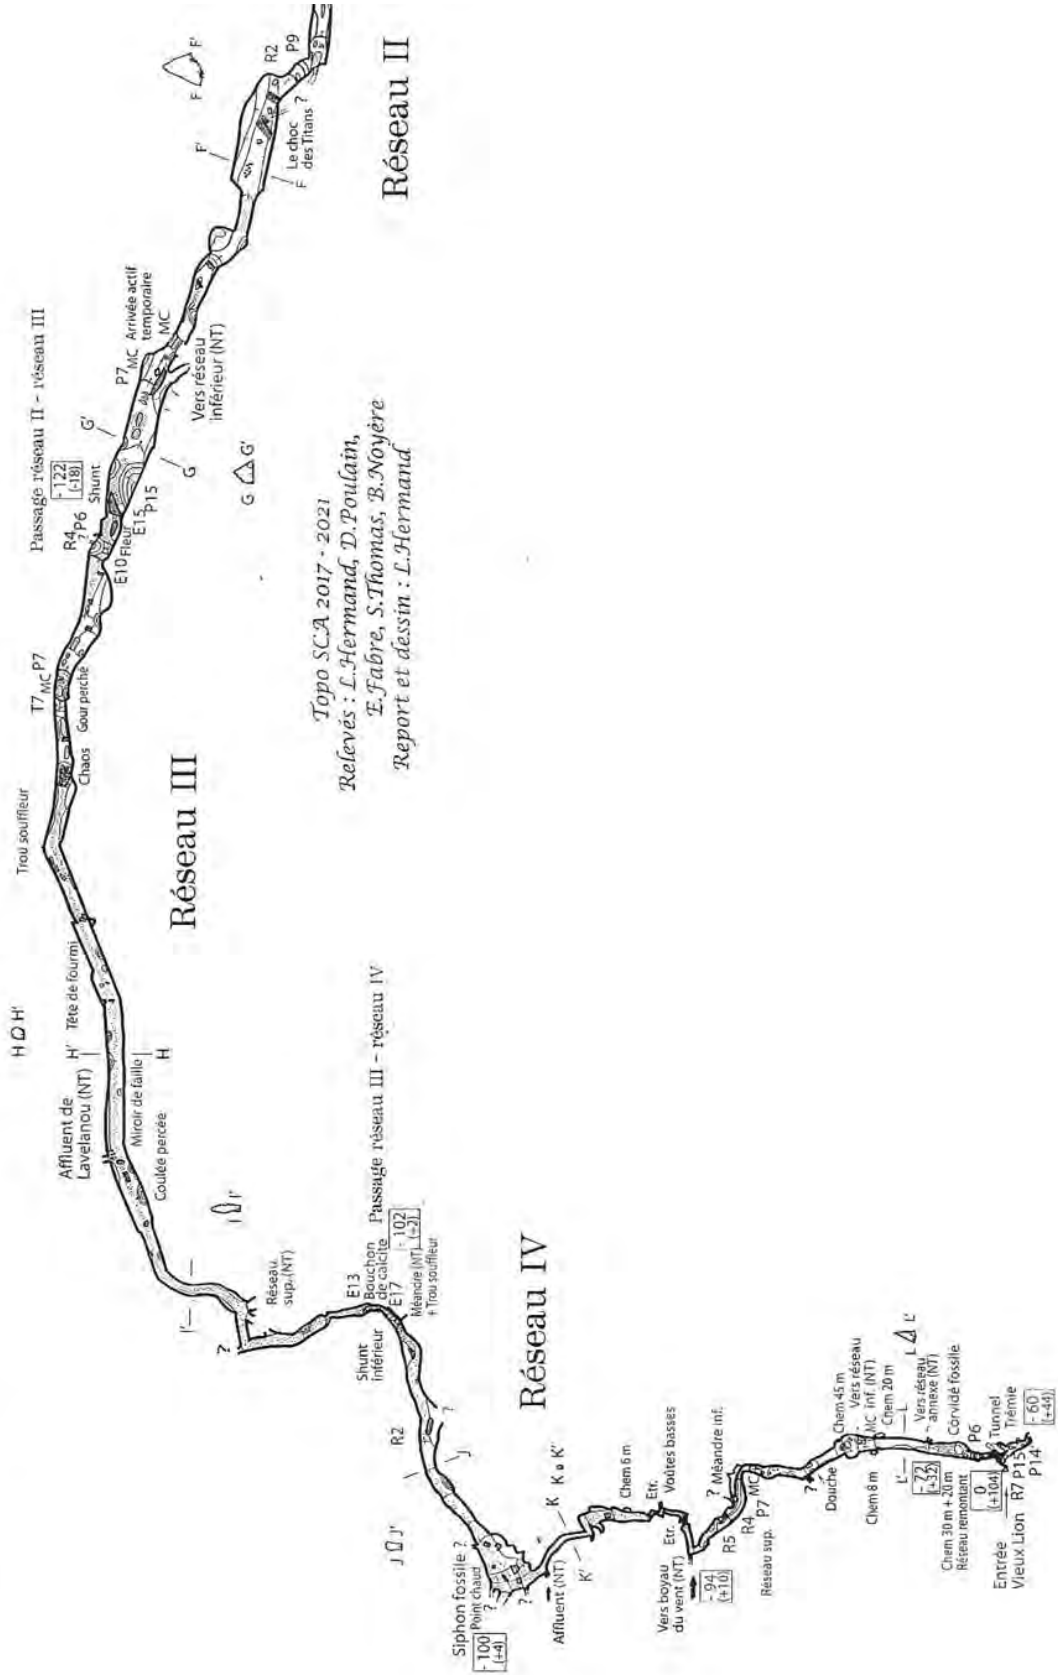 F F'
R2
P9
F'
F
Le choc
des Titans ?
Réseau II
Arrivée actif
temporaire
MC
P7
MC
Vers réseau
inférieur (NT)
Passage réseau II - réseau III
G'
G
G G'
-122
(-18)
Shunt
R4
?
P6
E10
Fleur
E15
P15
Topo SCA 2017 - 2021
Relevés : L.Hermand, D.Poulain,
E.Fabre, S.Thomas, B.Noyère
Report et dessin : L.Hermand
T7
MC
P7
Gour perché
Chaos
Trou souffleur
Réseau III
Tête de fourmi
H H'
H'
H
Affluent de
Lavelanou (NT)
Miroir de faille
Coulée percée
I I'
I'
Réseau
sup. (NT)
?
Passage réseau III - réseau IV
E13
Bouchon
de calcite
E17
-102
(+2)
Méandre (NT)
+ Trou souffleur
Shunt
inférieur
Réseau IV
R2
?
J
J J'
Siphon fossile ?
Point chaud
-100
(+4)
?
?
Affluent (NT)
K K''
K
K'
Chem 6 m
Etr.
Voûtes basses
Etr.
Vers boyau
du vent (NT)
-94
(+10)
? Méandre inf.
MC
R5
R4
P7
Réseau sup.
?
Douche
Chem 45 m
Vers réseau
inf. (NT)
MC
Chem 20 m
Chem 8 m
L L'
L
L'
Vers réseau
annexe (NT)
-72
(+32)
Corvidé fossile
Chem 30 m + 20 m
Réseau remontant
P6
Tunnel
Trémie
-60
(+44)
0
(+104)
Entrée
Vieux Lion
R7
P15
P14